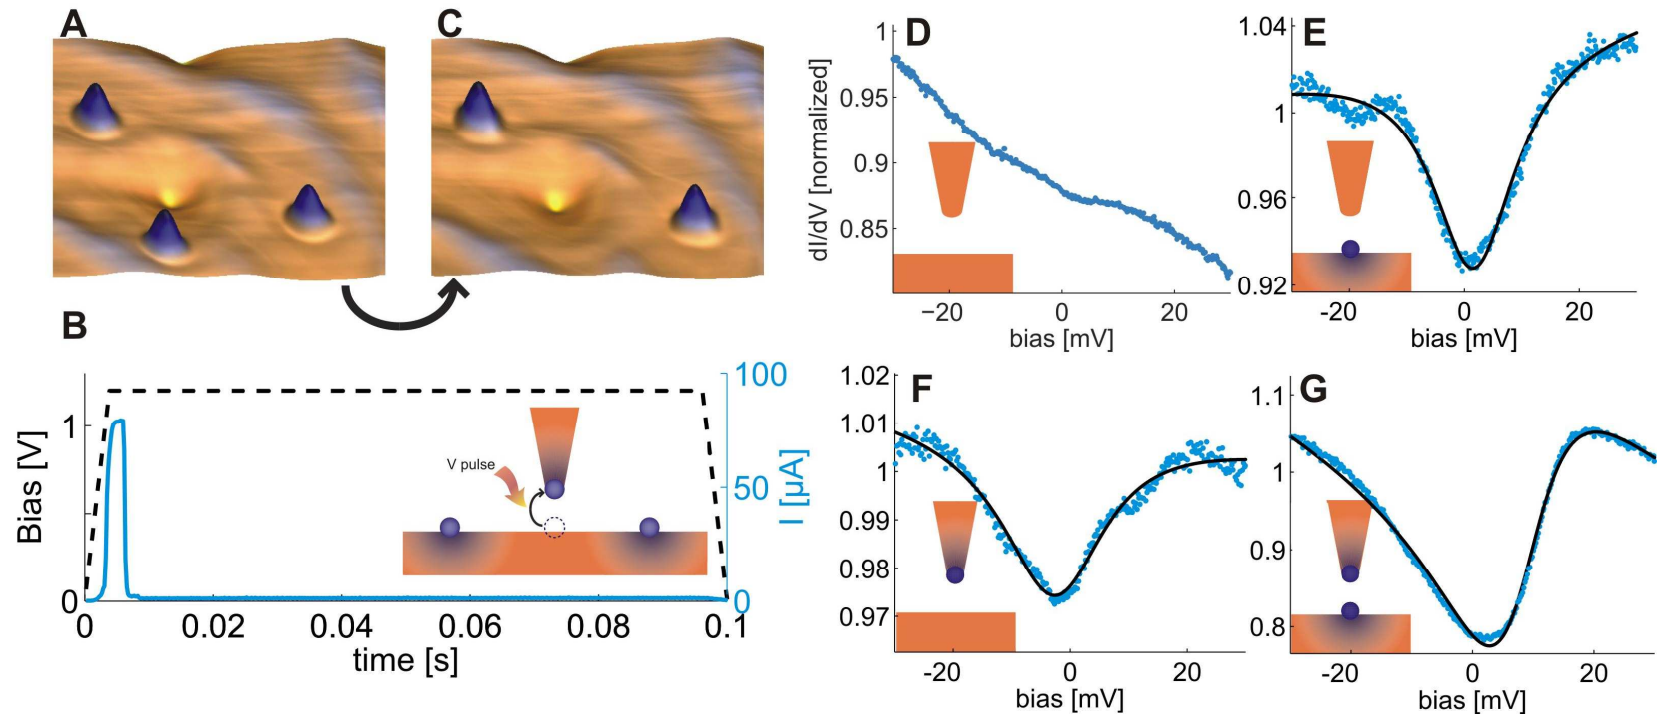 A
C
B
Bias [V]
1
0
0
0.02
0.04
0.06
0.08
0.1
time [s]
100
50
0
I [µA]
V pulse
D
dI/dV [normalized]
1
0.95
0.9
0.85
−20
0
20
bias [mV]
E
1.04
1
0.96
0.92
-20
0
20
bias [mV]
F
1.02
1.01
1
0.99
0.98
0.97
-20
0
20
bias [mV]
G
1.1
1
0.9
0.8
-20
0
20
bias [mV]